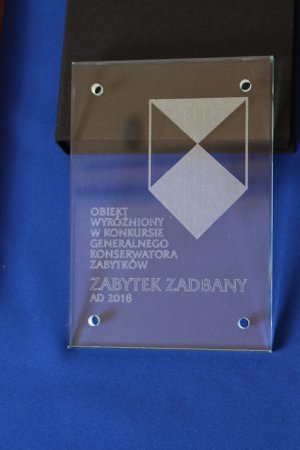 OBIEKT
WYRÓŻNIONY
W KONKURSIE
GENERALNEGO
KONSERWATORA
ZABYTKÓW
ZABYTEK ZADBANY
AD 2016